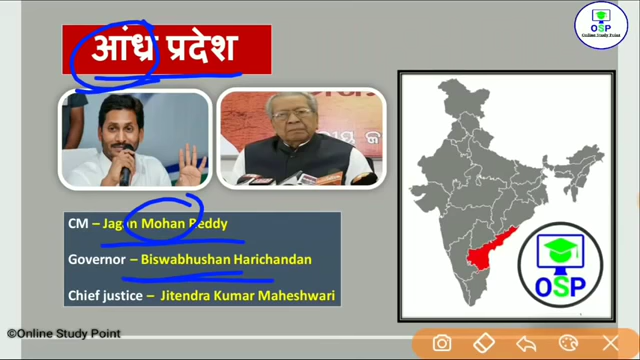 आंध्र प्रदेश
OSP
Online Study Point
CM – Jagan Mohan Reddy
Governor – Biswabhushan Harichandan
Chief justice – Jitendra Kumar Maheshwari
OSP
©Online Study Point